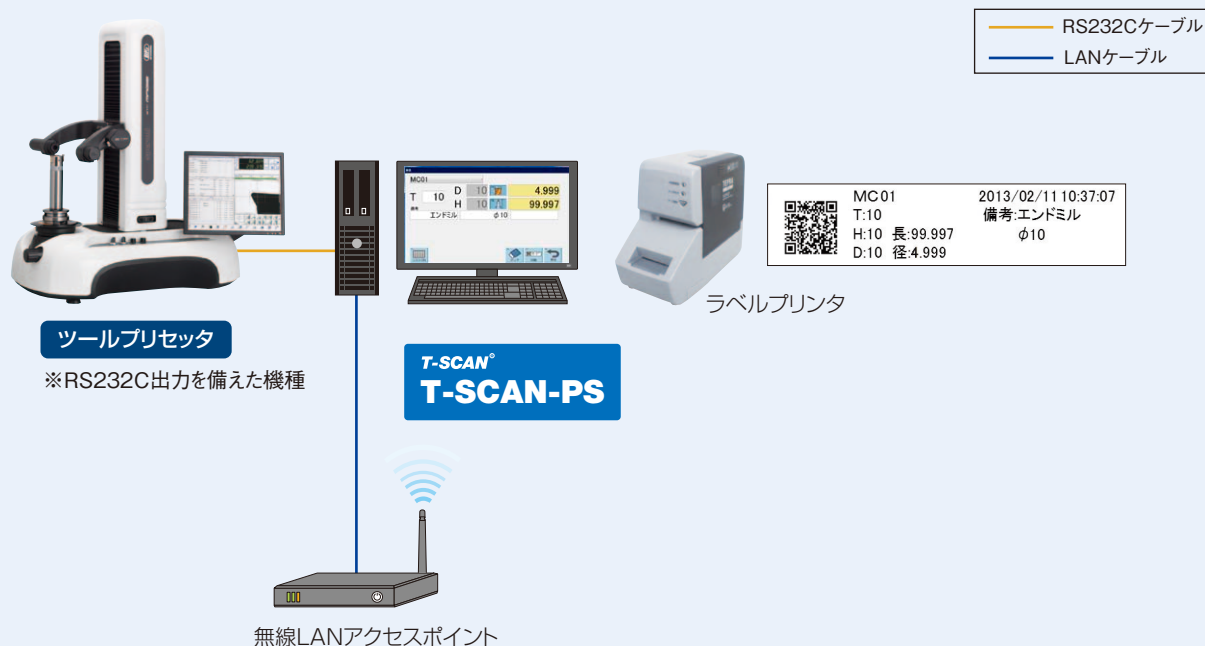 RS232Cケーブル
LANケーブル
MC01
T 10 D 10 4.999
H 10 99.997
エンドミル φ10
MC01 2013/02/11 10:37:07
T:10 備考:エンドミル
H:10 長:99.997 φ10
D:10 径:4.999
ラベルプリンタ
ツールプリセッタ
※RS232C出力を備えた機種
T-SCAN°
T-SCAN-PS
無線LANアクセスポイント